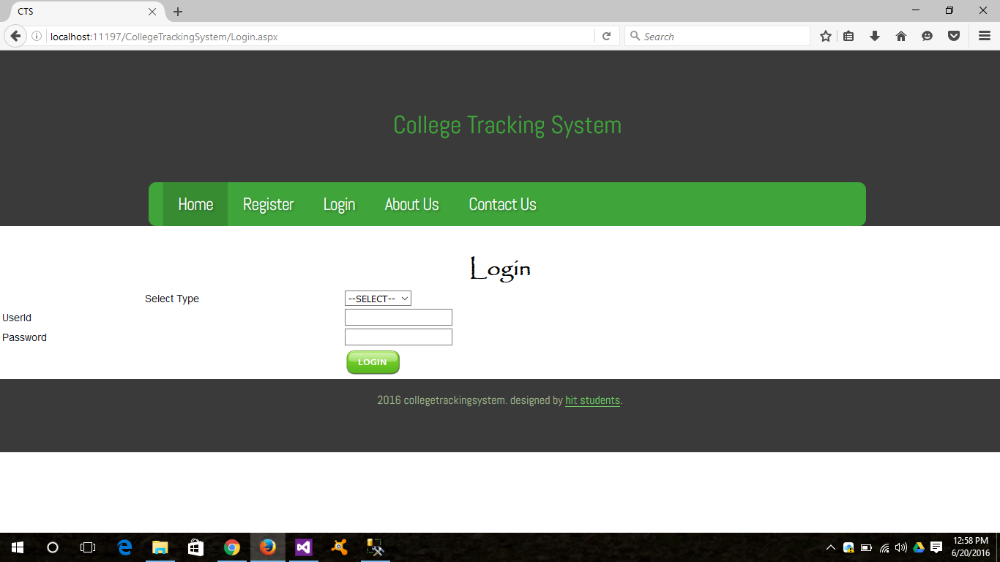 CTS
localhost:11197/CollegeTrackingSystem/Login.aspx
Search
College Tracking System
Home Register Login About Us Contact Us
Login
Select Type --SELECT--
UserId
Password
LOGIN
2016 collegetrackingsystem. designed by hit students.
12:58 PM
6/20/2016